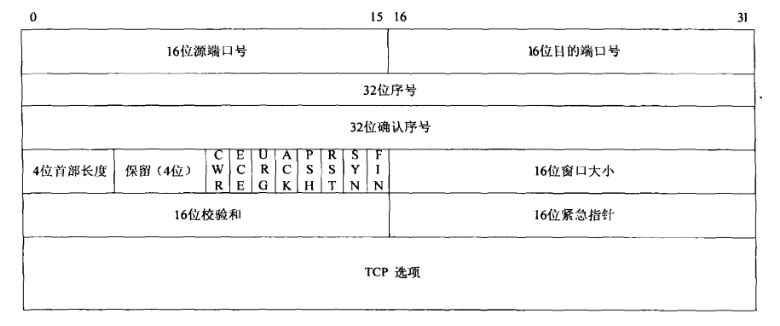 0 15 16 31
16位源端口号 16位目的端口号
32位序号
32位确认序号
4位首部长度 保留（4位） CWR ECE URG ACK PSH RST SYN FIN 16位窗口大小
16位校验和 16位紧急指针
TCP 选项